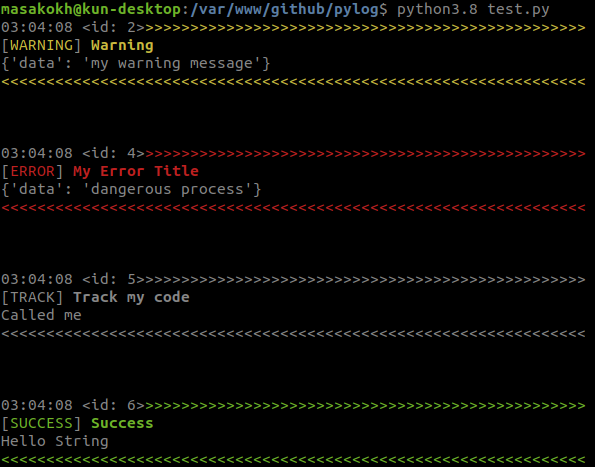 masakokh@kun-desktop:/var/www/github/pylog$ python3.8 test.py
03:04:08 <id: 2>>>>>>>>>>>>>>>>>>>>>>>>>>>>>>>>>>>>>>>>>>>>>>>>>>
[WARNING] Warning
{'data': 'my warning message'}
<<<<<<<<<<<<<<<<<<<<<<<<<<<<<<<<<<<<<<<<<<<<<<<<<<<<<<<<<<<<<<<<<
03:04:08 <id: 4>>>>>>>>>>>>>>>>>>>>>>>>>>>>>>>>>>>>>>>>>>>>>>>>>>
[ERROR] My Error Title
{'data': 'dangerous process'}
<<<<<<<<<<<<<<<<<<<<<<<<<<<<<<<<<<<<<<<<<<<<<<<<<<<<<<<<<<<<<<<<<
03:04:08 <id: 5>>>>>>>>>>>>>>>>>>>>>>>>>>>>>>>>>>>>>>>>>>>>>>>>>>
[TRACK] Track my code
Called me
<<<<<<<<<<<<<<<<<<<<<<<<<<<<<<<<<<<<<<<<<<<<<<<<<<<<<<<<<<<<<<<<<
03:04:08 <id: 6>>>>>>>>>>>>>>>>>>>>>>>>>>>>>>>>>>>>>>>>>>>>>>>>>>
[SUCCESS] Success
Hello String
<<<<<<<<<<<<<<<<<<<<<<<<<<<<<<<<<<<<<<<<<<<<<<<<<<<<<<<<<<<<<<<<<